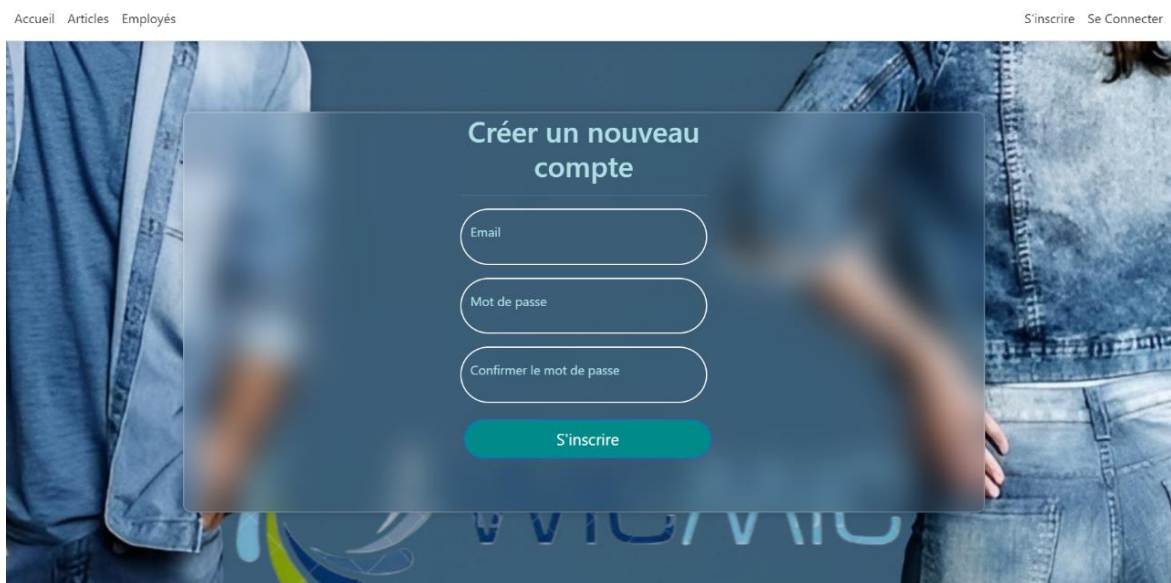 Accueil Articles Employés
S'inscrire Se Connecter
Créer un nouveau
compte
Email
Mot de passe
Confirmer le mot de passe
S'inscrire